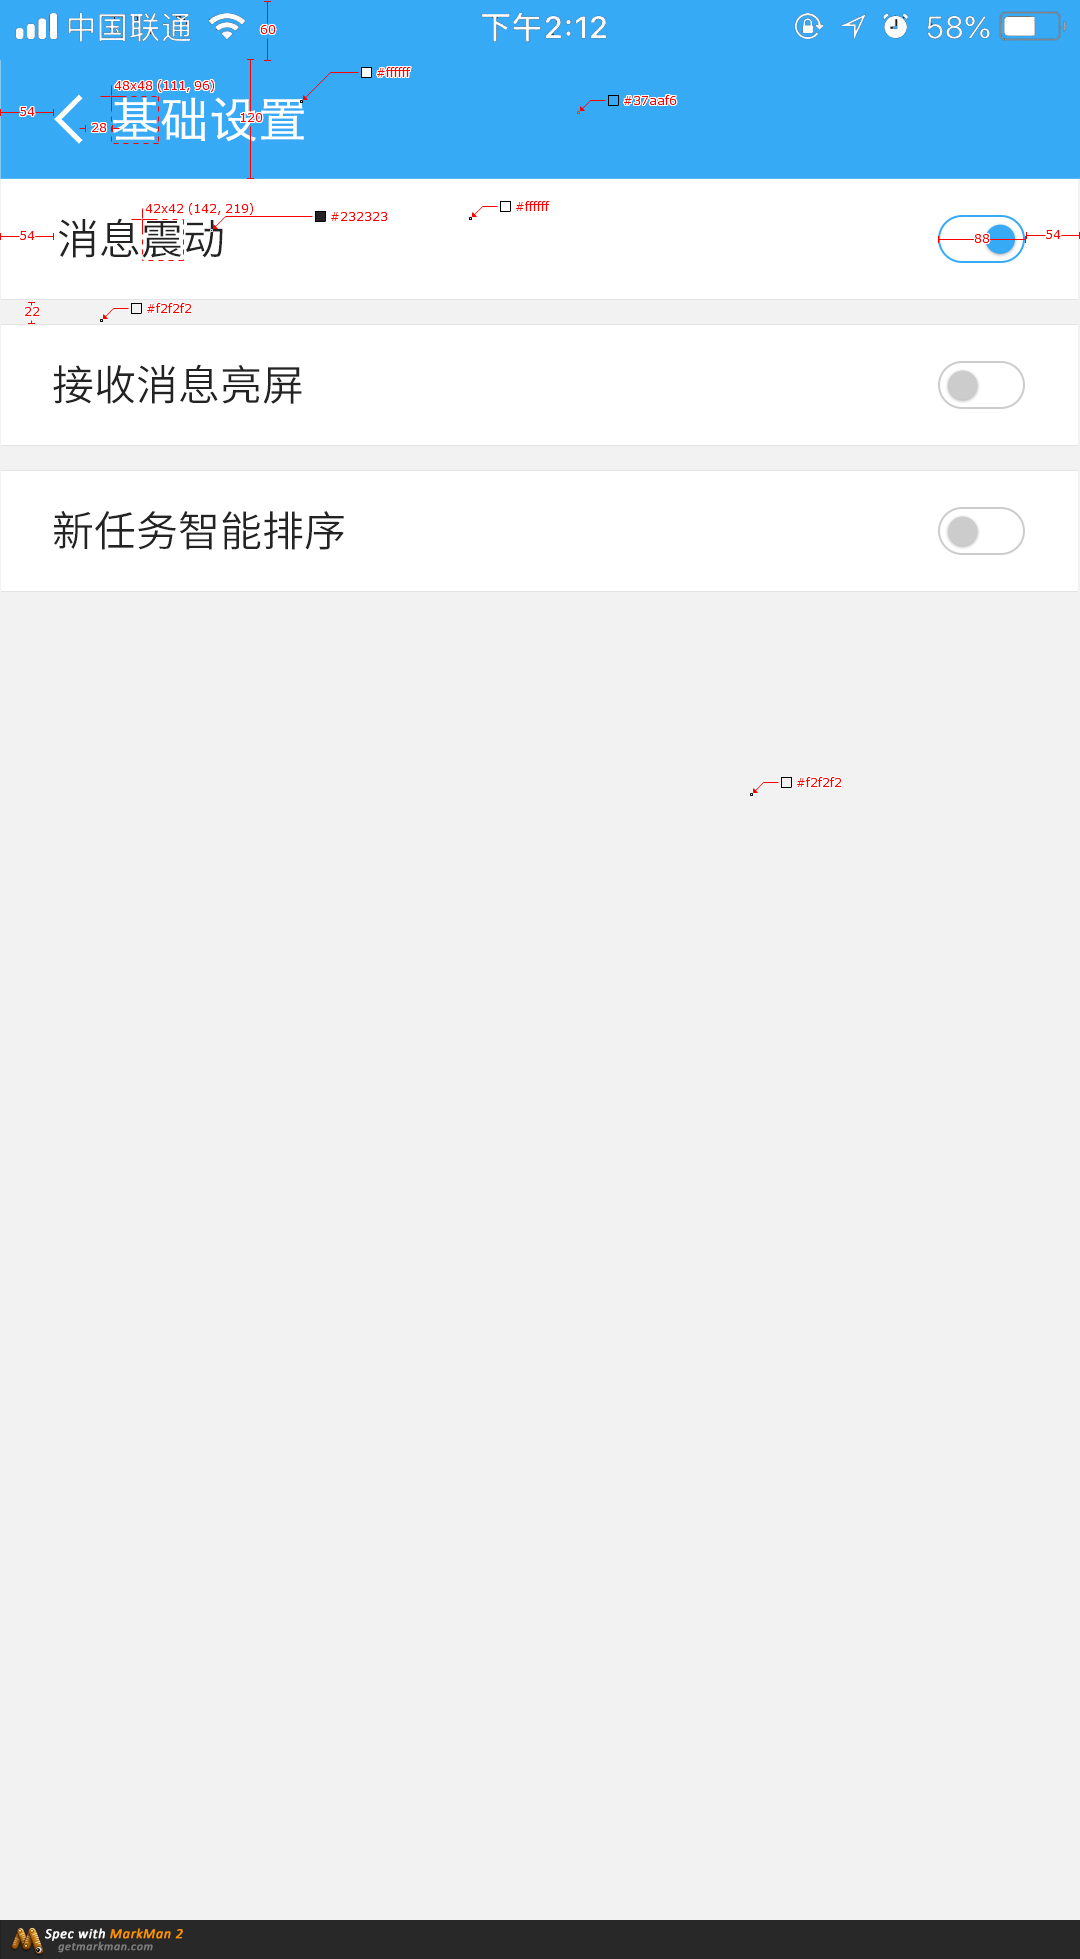 中国联通 60 下午2:12 58%
#ffffff
48x48 (111, 96)
#37aaf6
54 28 基础设置 120
42x42 (142, 219)
#ffffff
#232323
54 消息震动 88 54
22 #f2f2f2
接收消息亮屏
新任务智能排序
#f2f2f2
Spec with MarkMan 2
getmarkman.com